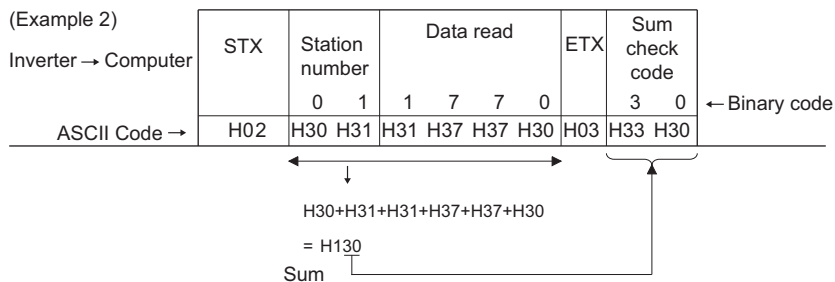 (Example 2)
Inverter → Computer
STX
Station number
Data read
ETX
Sum check code
0 1 1 7 7 0 3 0
← Binary code
ASCII Code →
H02 H30 H31 H31 H37 H37 H30 H03 H33 H30
H30+H31+H31+H37+H37+H30
= H130
Sum